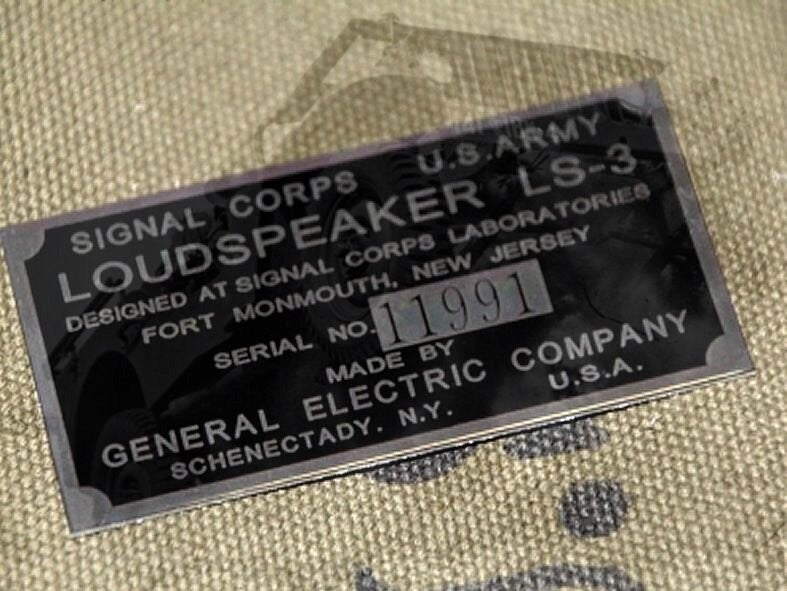 SIGNAL CORPS U.S.ARMY
LOUDSPEAKER LS-3
DESIGNED AT SIGNAL CORPS LABORATORIES
FORT MONMOUTH, NEW JERSEY
SERIAL NO. 11991
MADE BY
GENERAL ELECTRIC COMPANY
SCHENECTADY, N.Y. U.S.A.